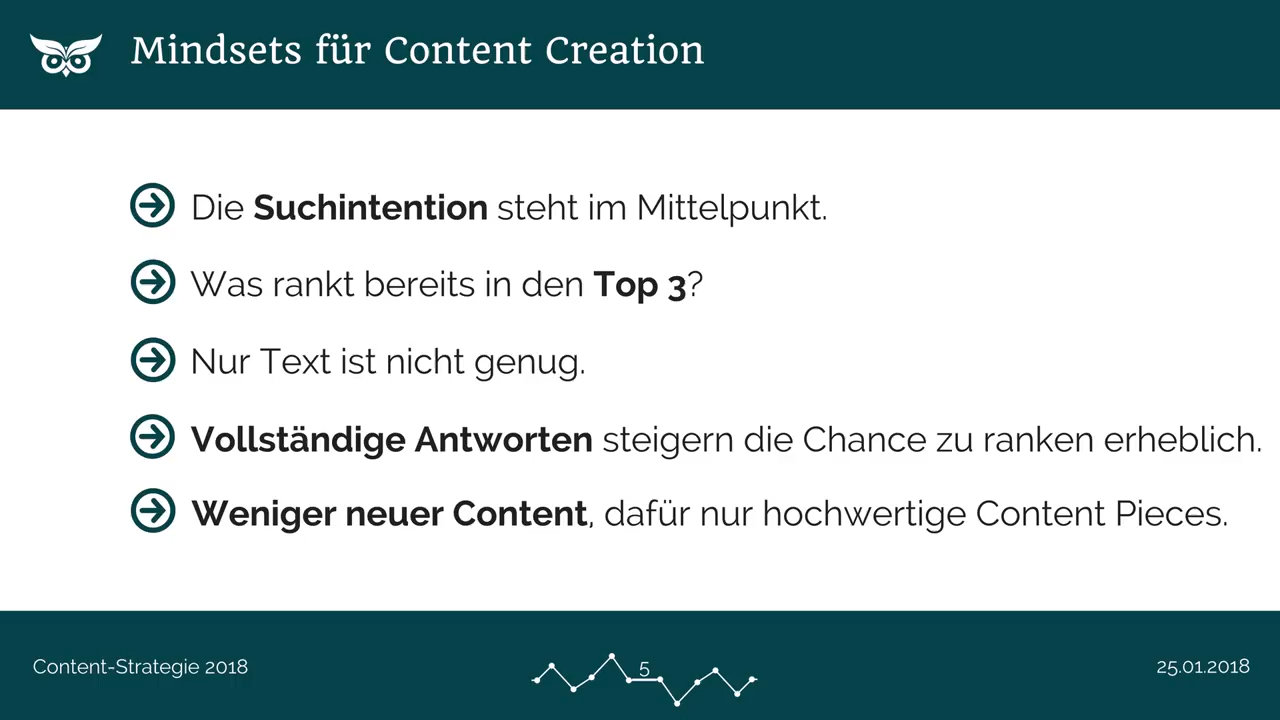 Mindsets für Content Creation
Die Suchintention steht im Mittelpunkt.
Was rankt bereits in den Top 3?
Nur Text ist nicht genug.
Vollständige Antworten steigern die Chance zu ranken erheblich.
Weniger neuer Content, dafür nur hochwertige Content Pieces.
Content-Strategie 2018
5
25.01.2018